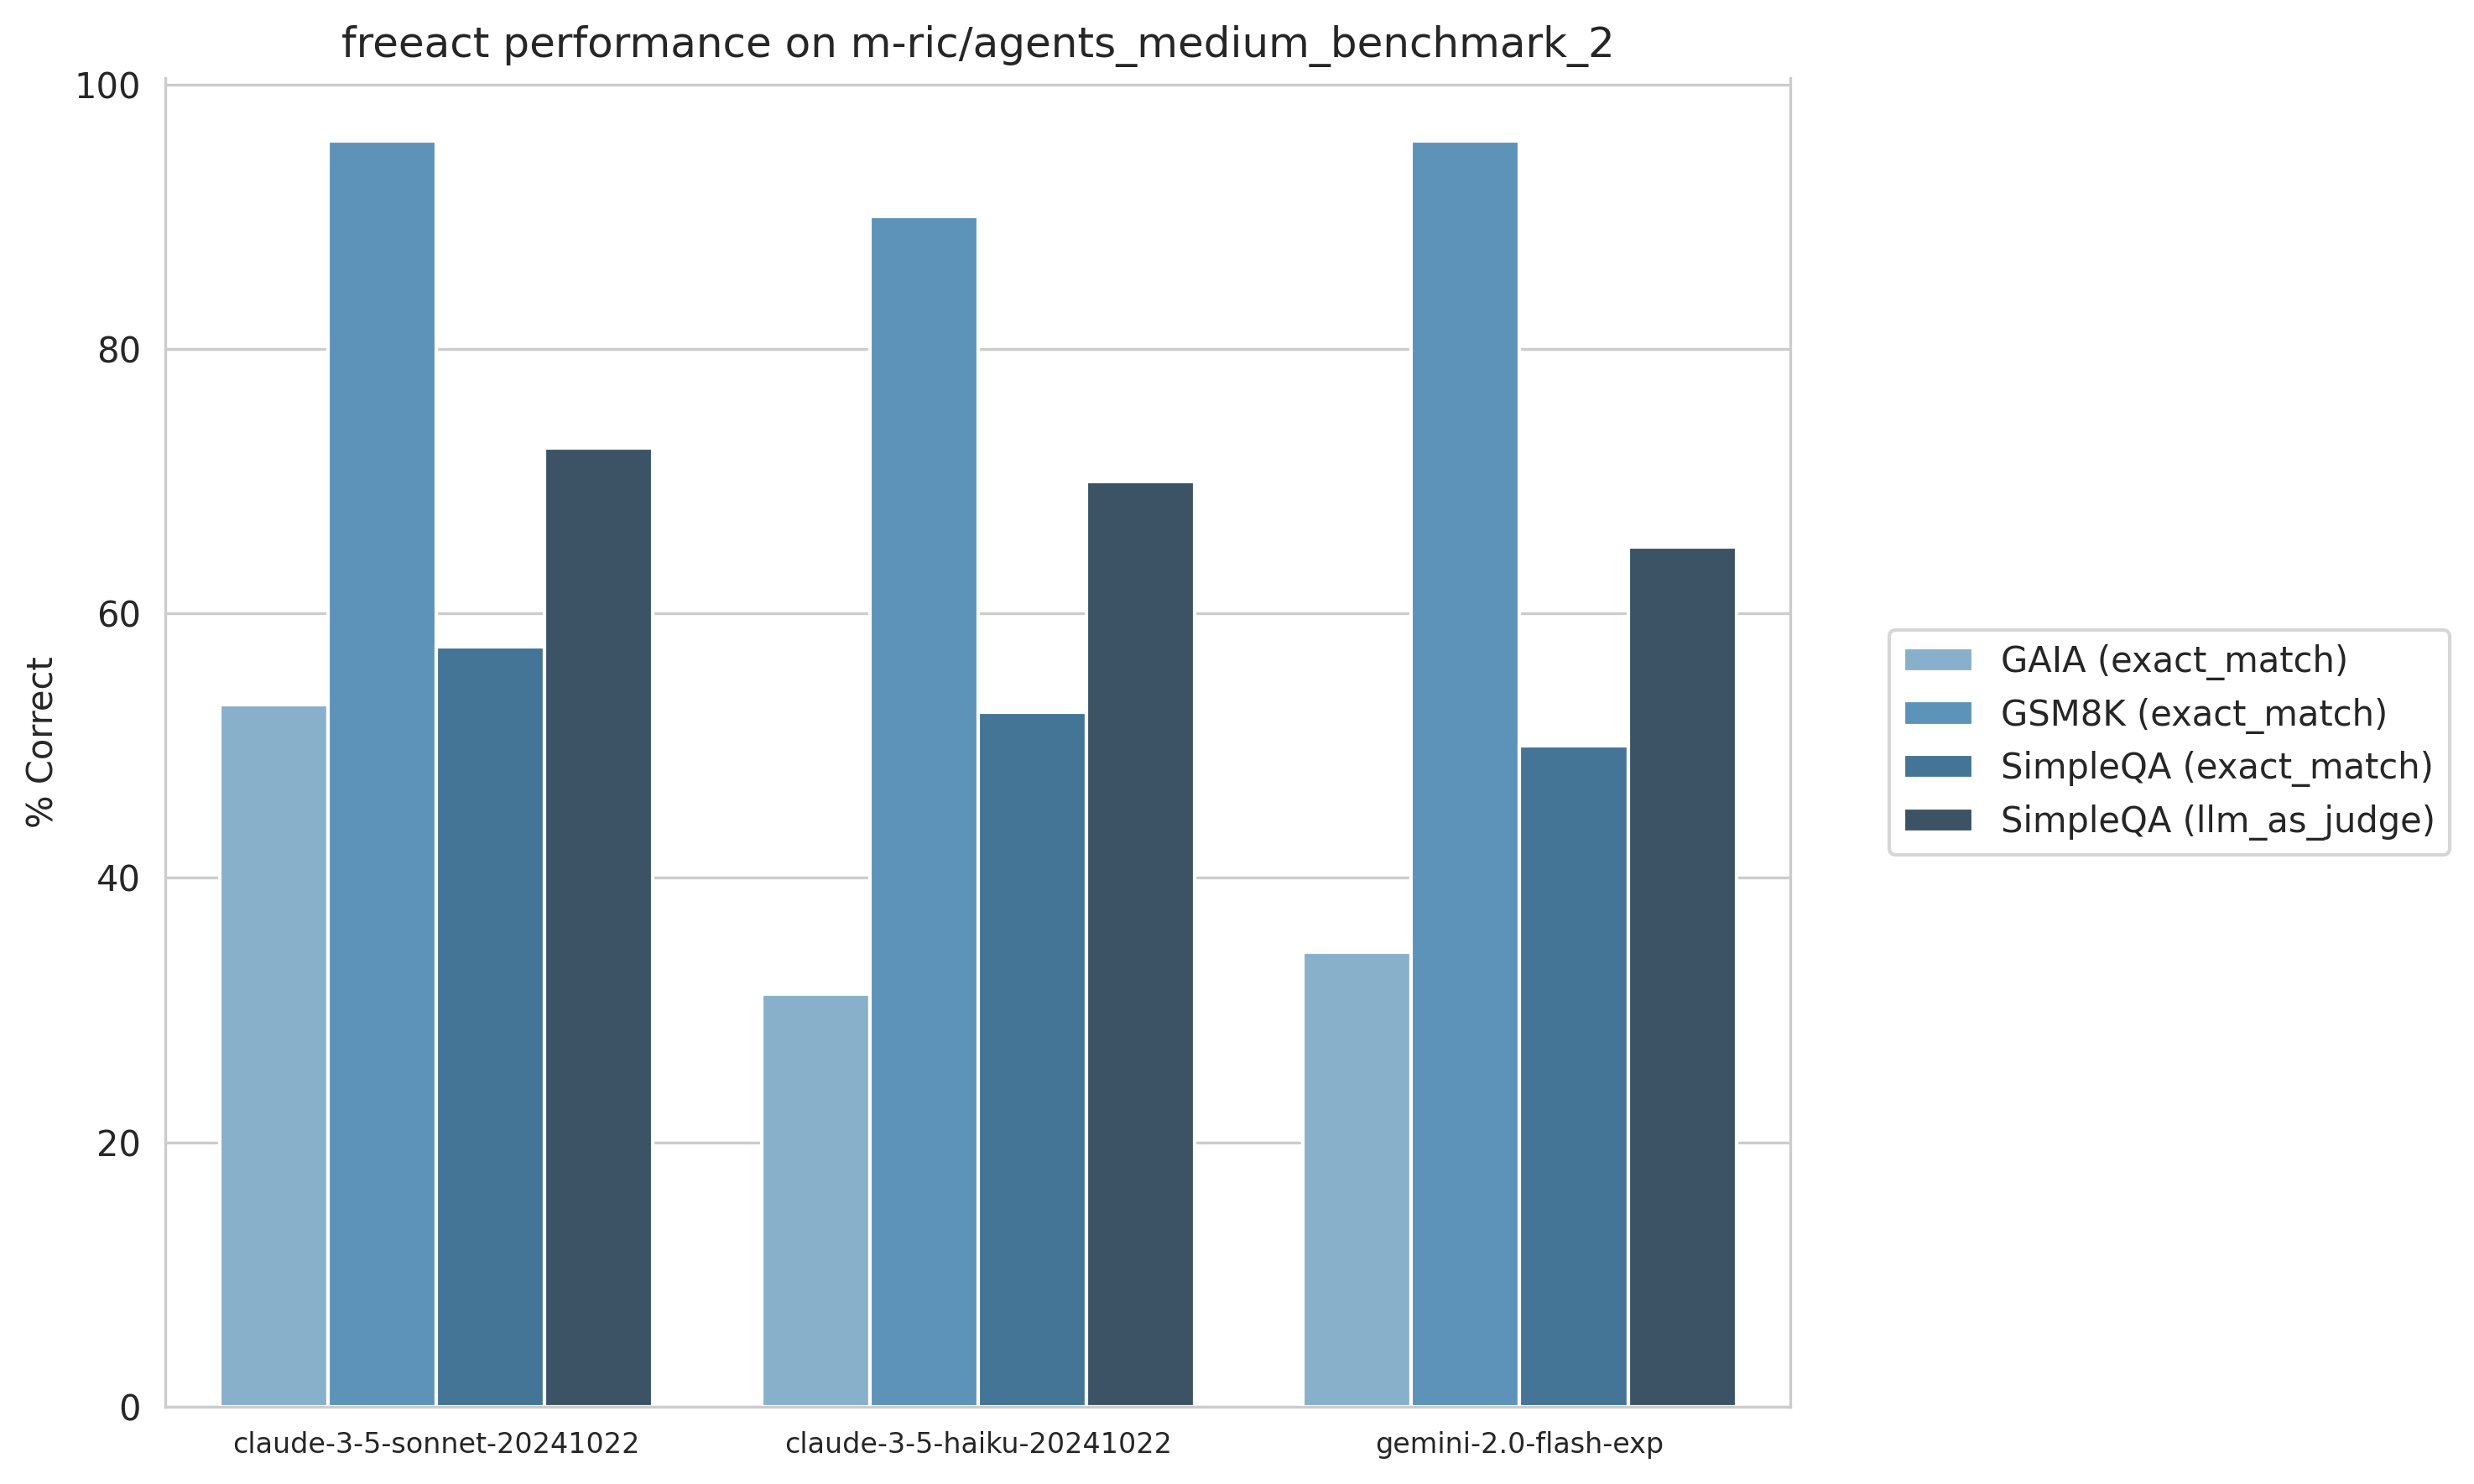 freeact performance on m-ric/agents_medium_benchmark_2
100
80
60
40
20
0
% Correct
claude-3-5-sonnet-20241022
claude-3-5-haiku-20241022
gemini-2.0-flash-exp
GAIA (exact_match)
GSM8K (exact_match)
SimpleQA (exact_match)
SimpleQA (llm_as_judge)